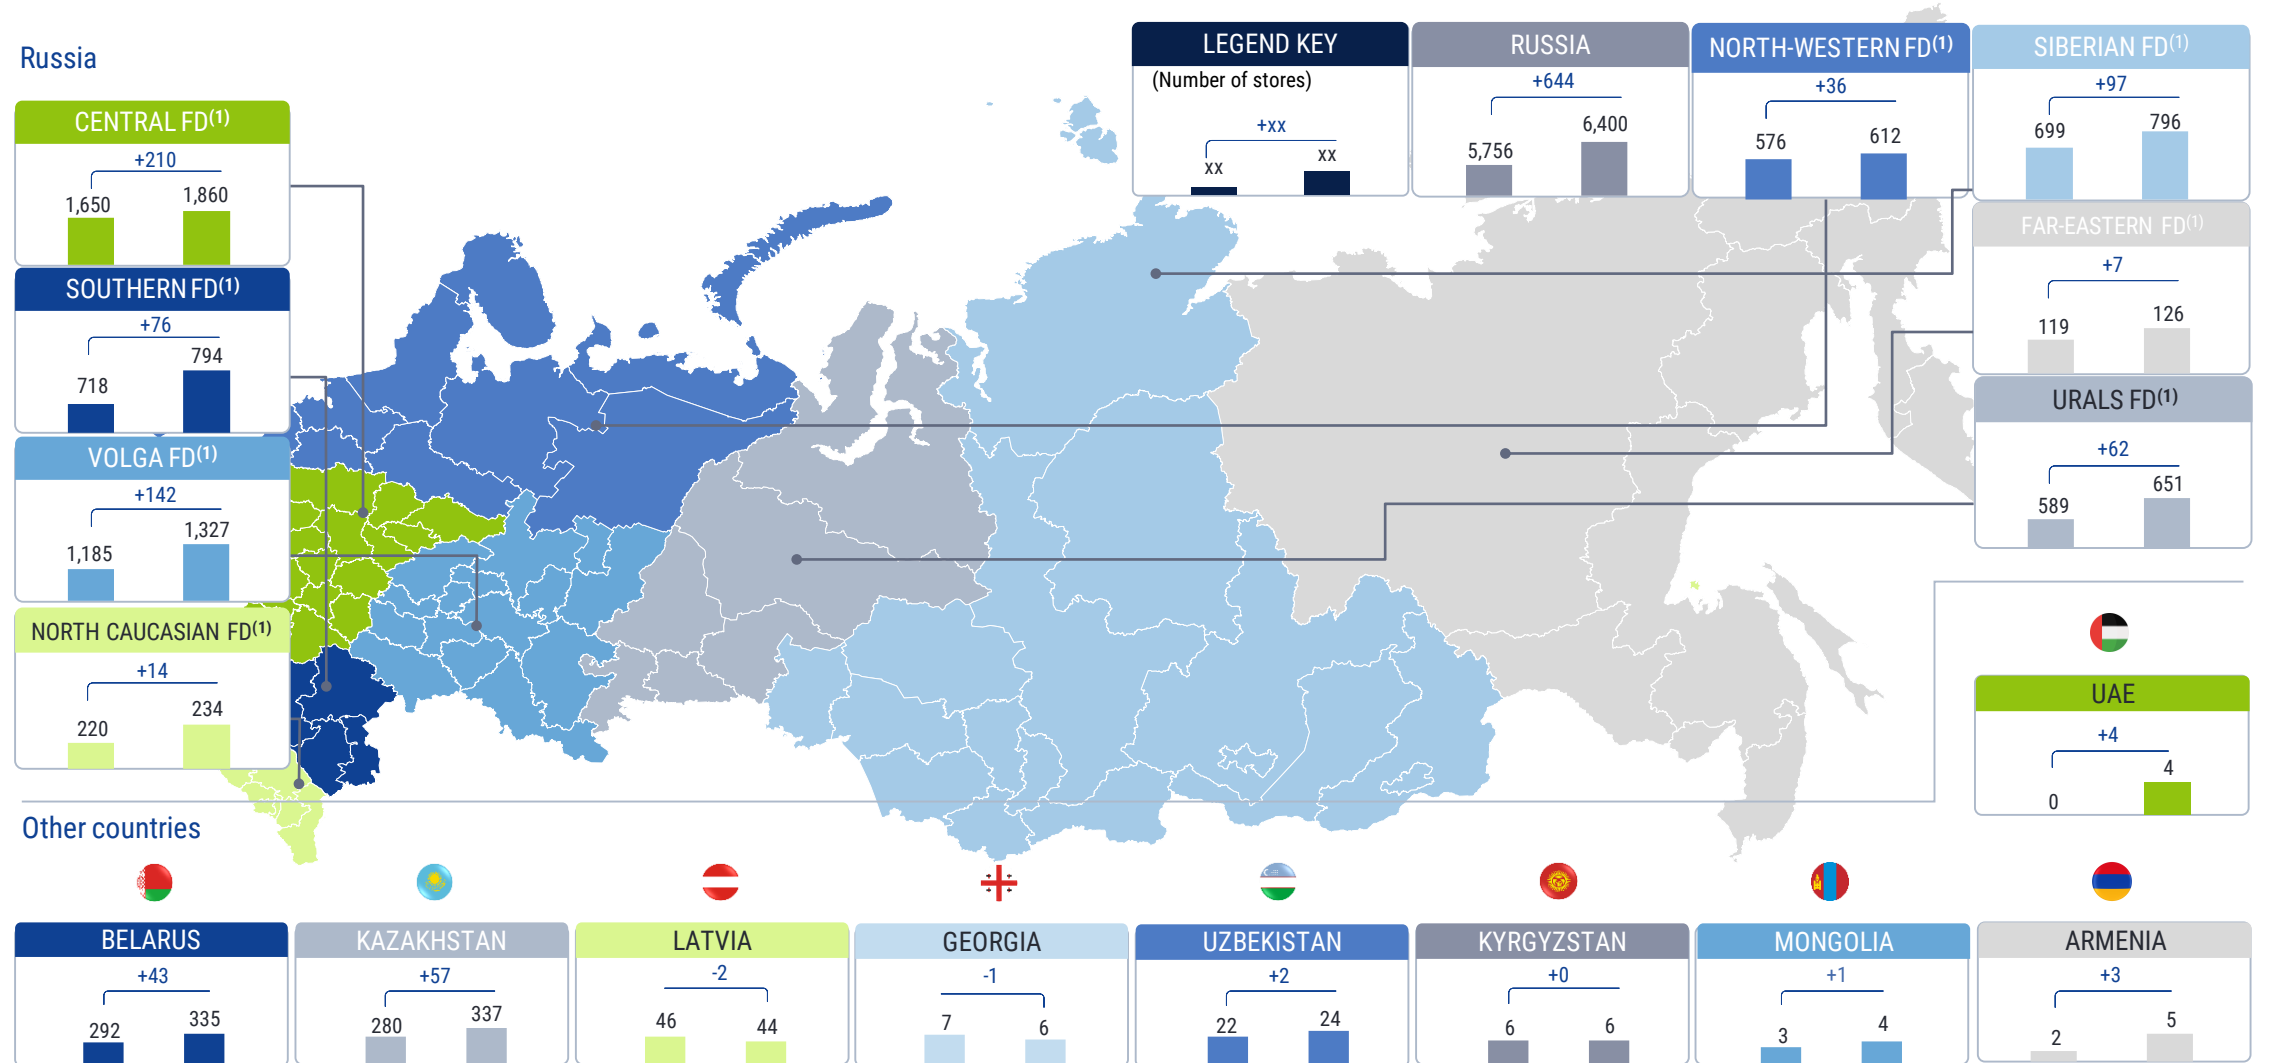 Russia
CENTRAL FD(1)
+210
1,650
1,860
SOUTHERN FD(1)
+76
718
794
VOLGA FD(1)
+142
1,185
1,327
NORTH CAUCASIAN FD(1)
+14
220
234
LEGEND KEY
(Number of stores)
+xx
xx
xx
RUSSIA
+644
5,756
6,400
NORTH-WESTERN FD(1)
+36
576
612
SIBERIAN FD(1)
+97
699
796
FAR-EASTERN FD(1)
+7
119
126
URALS FD(1)
+62
589
651
UAE
+4
0
4
Other countries
BELARUS
+43
292
335
KAZAKHSTAN
+57
280
337
LATVIA
-2
46
44
GEORGIA
-1
7
6
UZBEKISTAN
+2
22
24
KYRGYZSTAN
+0
6
6
MONGOLIA
+1
3
4
ARMENIA
+3
2
5